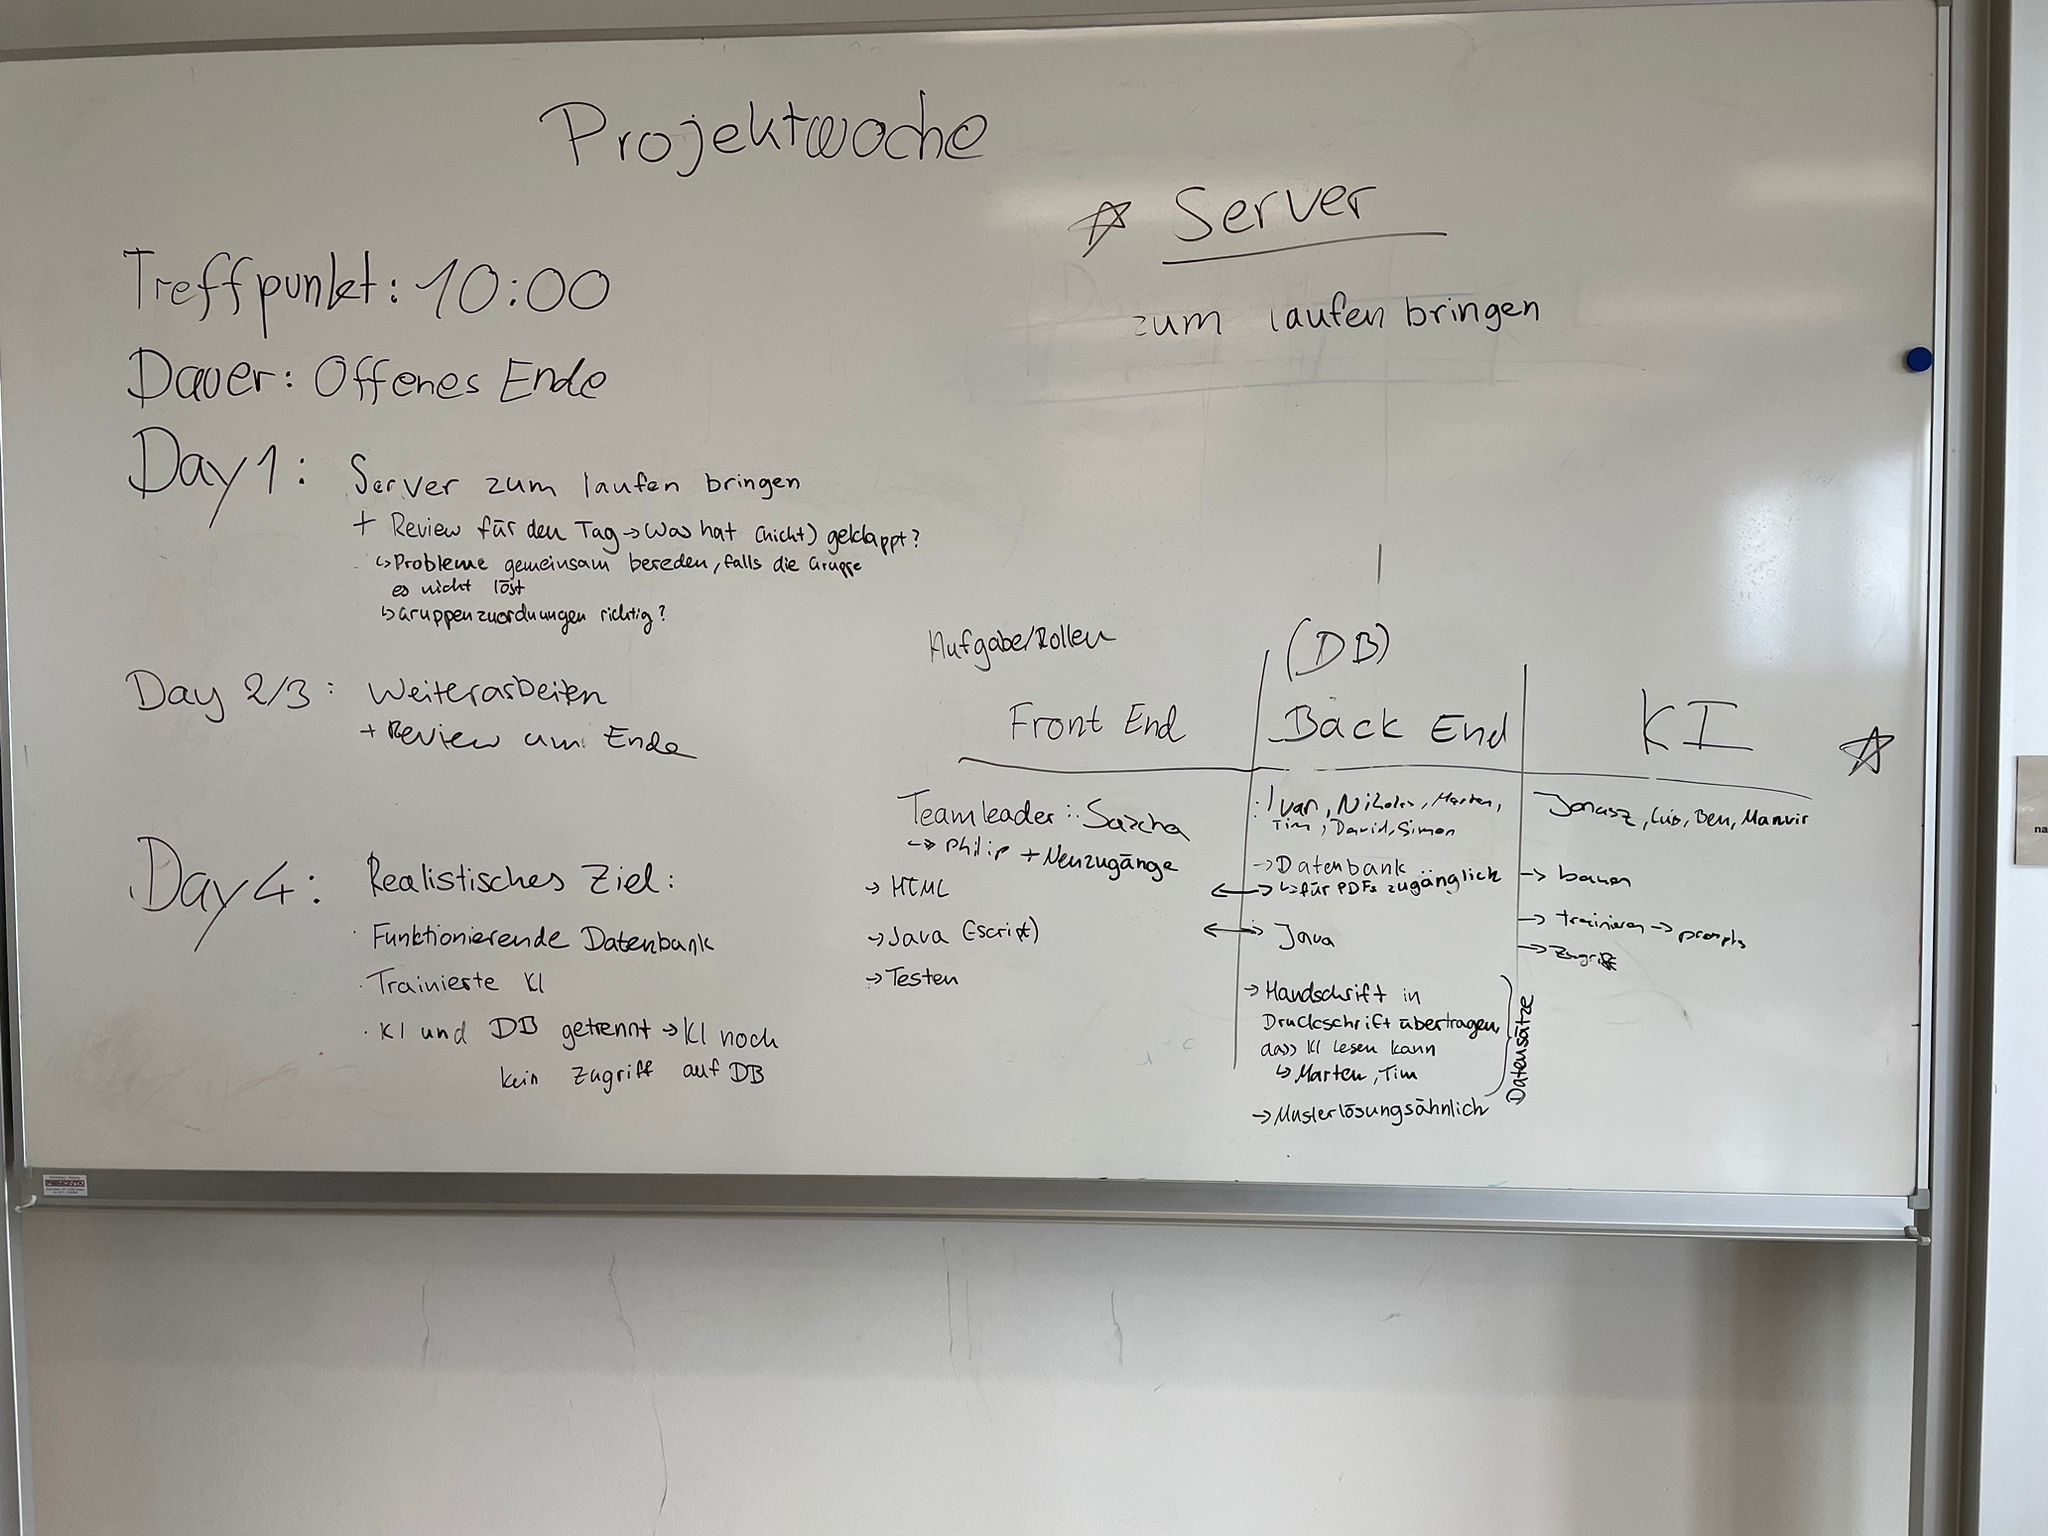 Projektwoche
☆ Server
zum laufen bringen
Treffpunkt: 10:00
Dauer: Offenes Ende
Day 1: Server zum laufen bringen
+ Review für den Tag → Was hat (nicht) geklappt?
↳ Probleme gemeinsam bereden, falls die Gruppe
es nicht löst
↳ Gruppenzuordnungen richtig?
Day 2/3: Weiterarbeiten
+ Review am Ende
Day 4: Realistisches Ziel:
· Funktionierende Datenbank
· Trainierte KI
· KI und DB getrennt → KI noch
kein Zugriff auf DB
Aufgabe/Rollen
Front End
Teamleader: Sascha
→ Philip + Neuzugänge
→ HTML
→ Java (-script)
→ Testen
(DB)
Back End
: Ivan, Nikolas, Marten,
Tim, David, Simon
→ Datenbank
↳ für PDFs zugänglich
Java
→ Handschrift in
Druckschrift übertragen,
dass KI lesen kann
↳ Marten, Tim
→ Musterlösungsähnlich
Datensätze
KI ☆
Jonasz, Luis, Ben, Manvir
→ bauen
→ trainieren → prompts
→ Zugriff